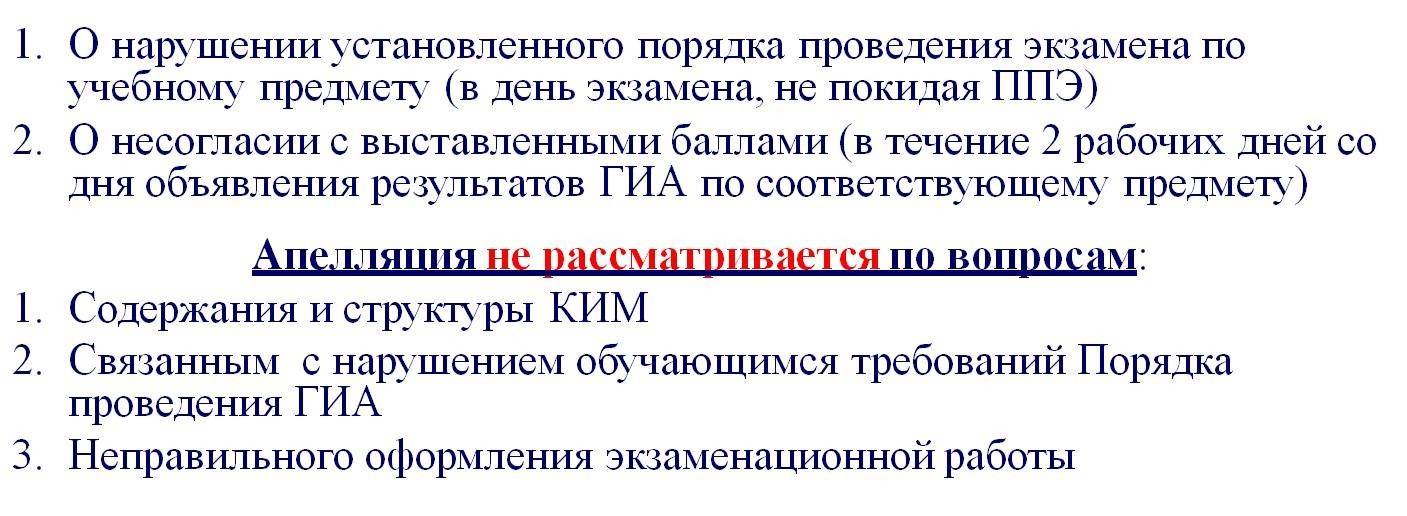 1. О нарушении установленного порядка проведения экзамена по
учебному предмету (в день экзамена, не покидая ППЭ)
2. О несогласии с выставленными баллами (в течение 2 рабочих дней со
дня объявления результатов ГИА по соответствующему предмету)
Апелляция не рассматривается по вопросам:
1. Содержания и структуры КИМ
2. Связанным с нарушением обучающимся требований Порядка
проведения ГИА
3. Неправильного оформления экзаменационной работы